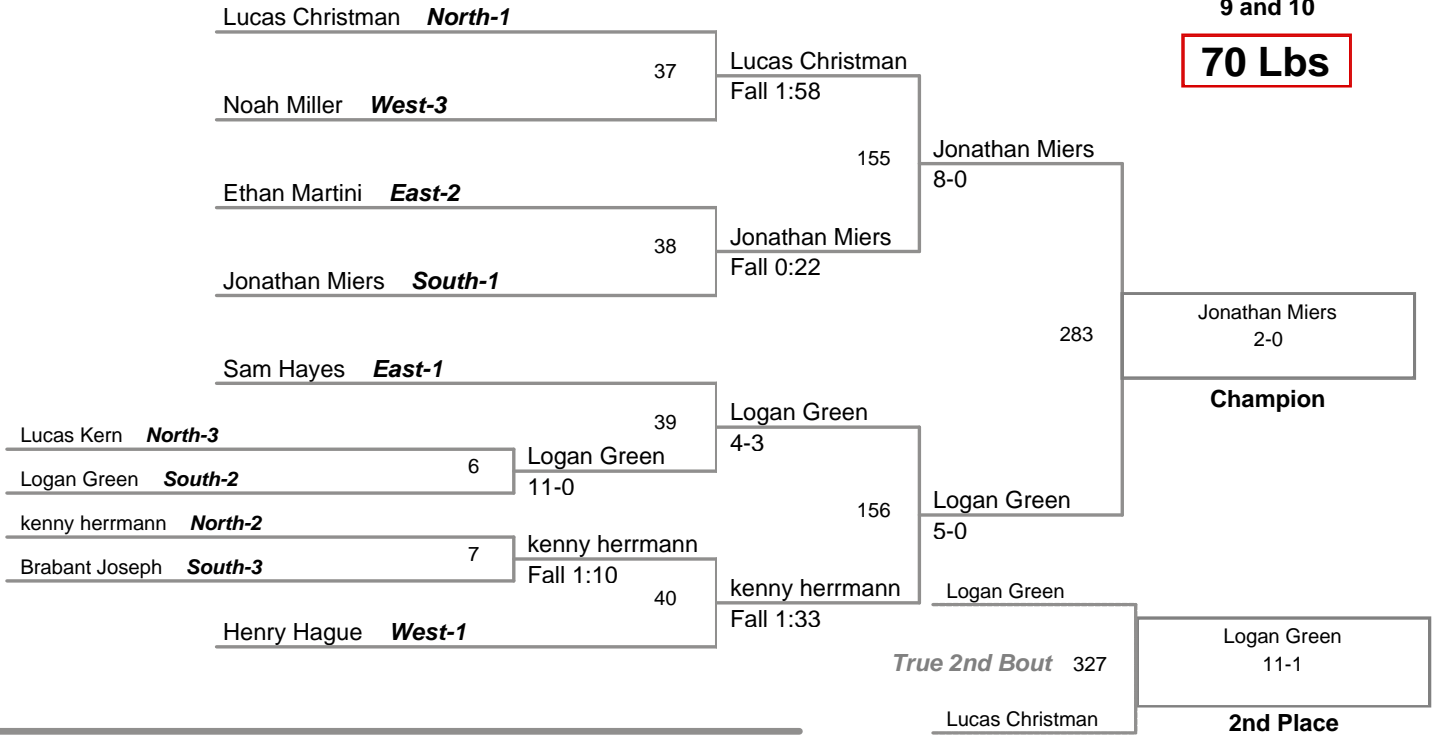 9 and 10
70 Lbs
Lucas Christman North-1
37
Noah Miller West-3
Lucas Christman
Fall 1:58
155
Ethan Martini East-2
38
Jonathan Miers South-1
Jonathan Miers
Fall 0:22
Jonathan Miers
8-0
283
Jonathan Miers
2-0
Champion
Sam Hayes East-1
39
Lucas Kern North-3
6
Logan Green South-2
Logan Green
11-0
Logan Green
4-3
156
kenny herrmann North-2
7
Brabant Joseph South-3
kenny herrmann
Fall 1:10
40
Henry Hague West-1
kenny herrmann
Fall 1:33
Logan Green
5-0
Logan Green
True 2nd Bout 327
Lucas Christman
Logan Green
11-1
2nd Place